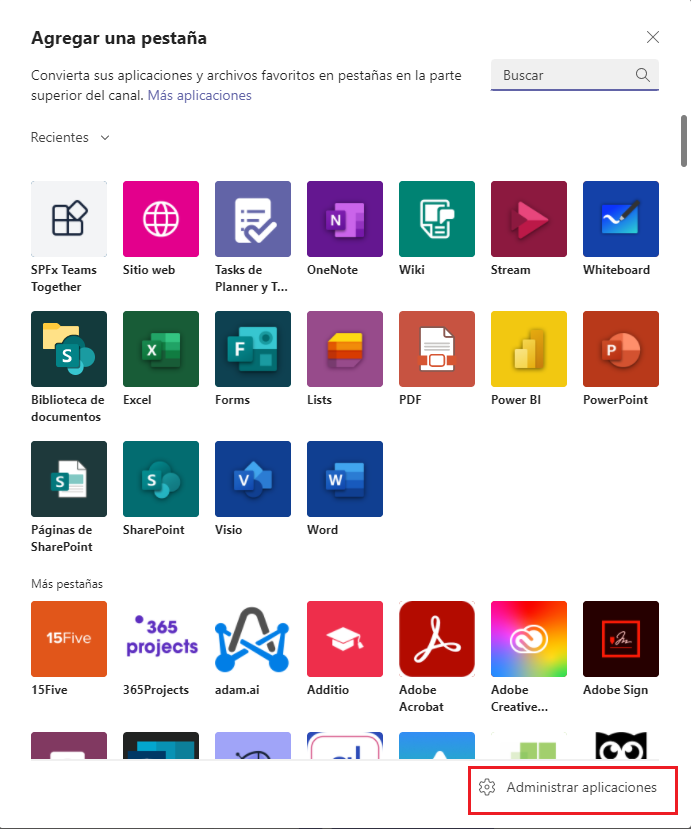 Agregar una pestaña
Convierta sus aplicaciones y archivos favoritos en pestañas en la parte
superior del canal. Más aplicaciones
Buscar
Recientes
SPFx Teams
Together
Sitio web
Tasks de
Planner y T...
N
OneNote
Wiki
Stream
Whiteboard
S
Biblioteca de
documentos
X
Excel
F
Forms
Lists
PDF
Power BI
P
PowerPoint
S
Páginas de
SharePoint
S
SharePoint
V
Visio
W
Word
Más pestañas
15Five
15Five
365
projects
365Projects
adam.ai
Additio
Adobe
Acrobat
Adobe
Creative...
Adobe Sign
Administrar aplicaciones